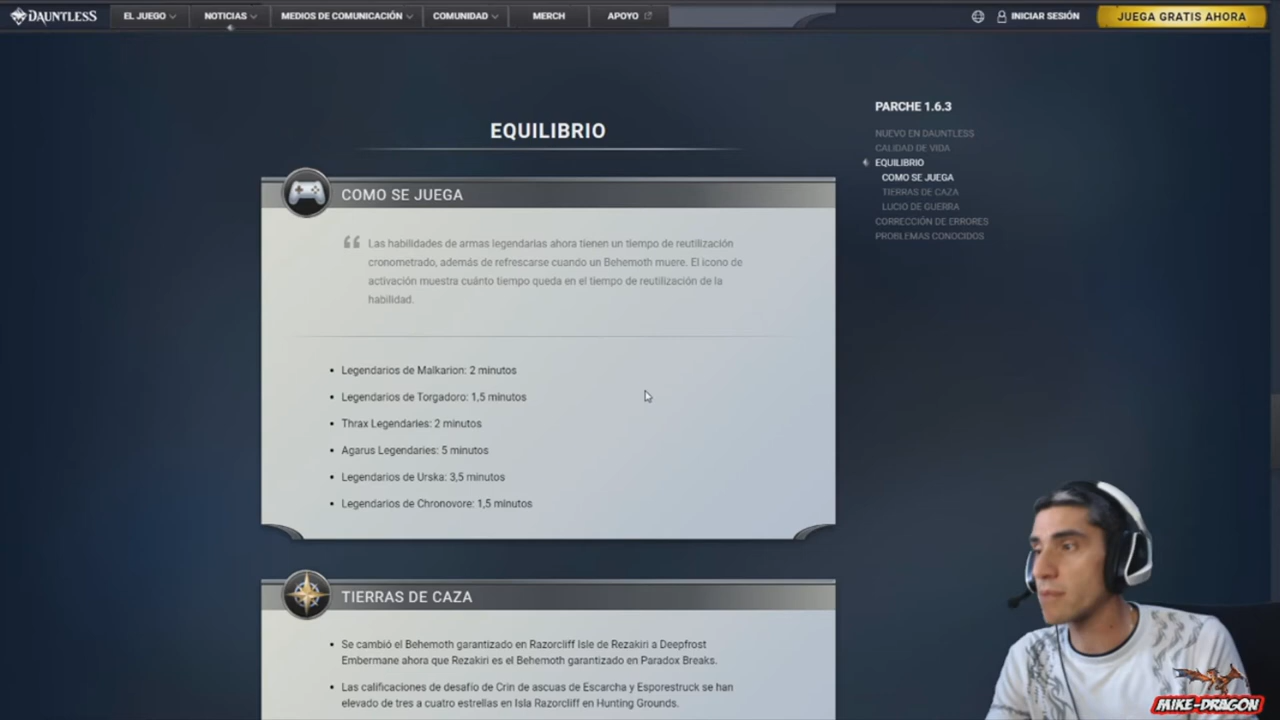 DAUNTLESS
EL JUEGO
NOTICIAS
MEDIOS DE COMUNICACIÓN
COMUNIDAD
MERCH
APOYO
INICIAR SESIÓN
JUEGA GRATIS AHORA
EQUILIBRIO
COMO SE JUEGA
Las habilidades de armas legendarias ahora tienen un tiempo de reutilización
cronometrado, además de refrescarse cuando un Behemoth muere. El icono de
activación muestra cuánto tiempo queda en el tiempo de reutilización de la
habilidad.
Legendarios de Malkarion: 2 minutos
Legendarios de Torgadoro: 1,5 minutos
Thrax Legendaries: 2 minutos
Agarus Legendaries: 5 minutos
Legendarios de Urska: 3,5 minutos
Legendarios de Chronovore: 1,5 minutos
TIERRAS DE CAZA
Se cambió el Behemoth garantizado en Razorcliff Isle de Rezakiri a Deepfrost
Embermane ahora que Rezakiri es el Behemoth garantizado en Paradox Breaks.
Las calificaciones de desafío de Crin de ascuas de Escarcha y Esporestruck se han
elevado de tres a cuatro estrellas en Isla Razorcliff en Hunting Grounds.
PARCHE 1.6.3
NUEVO EN DAUNTLESS
CALIDAD DE VIDA
EQUILIBRIO
COMO SE JUEGA
TIERRAS DE CAZA
LUCIO DE GUERRA
CORRECCIÓN DE ERRORES
PROBLEMAS CONOCIDOS
MIKE-DRAGON